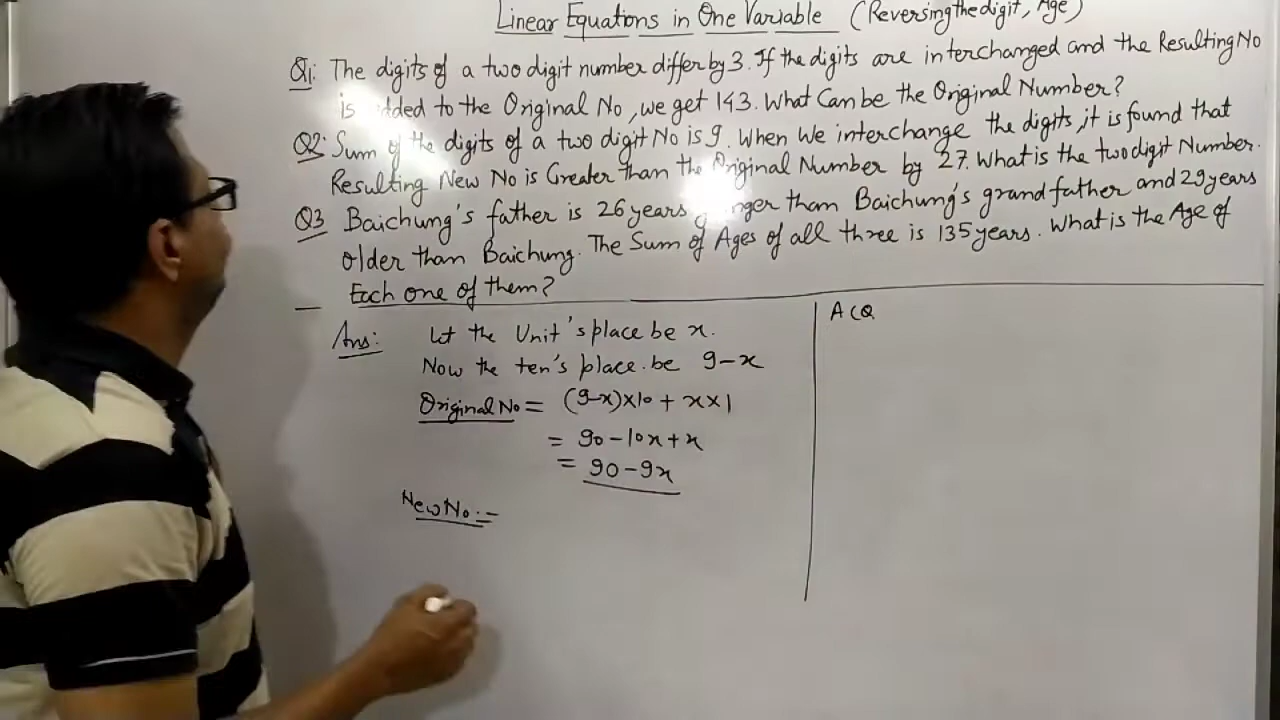 Linear Equations in One Variable (Reversing the digit, Age)
Q1: The digits of a two digit number differ by 3. If the digits are interchanged and the Resulting No
is added to the Original No, we get 143. What Can be the Original Number?
Q2: Sum of the digits of a two digit No is 9. When We interchange the digits, it is found that
Resulting New No is Greater than the Original Number by 27. What is the two digit Number.
Q3 Baichung's father is 26 years younger than Baichung's grand father and 29 years
older than Baichung. The Sum of Ages of all three is 135 years. What is the Age of
Each one of them?
Ans: Let the Unit's place be x.
Now the ten's place be 9-x
Original No = (9-x)×10 + x×1
= 90-10x+x
= 90-9x
New No:=
A CQ